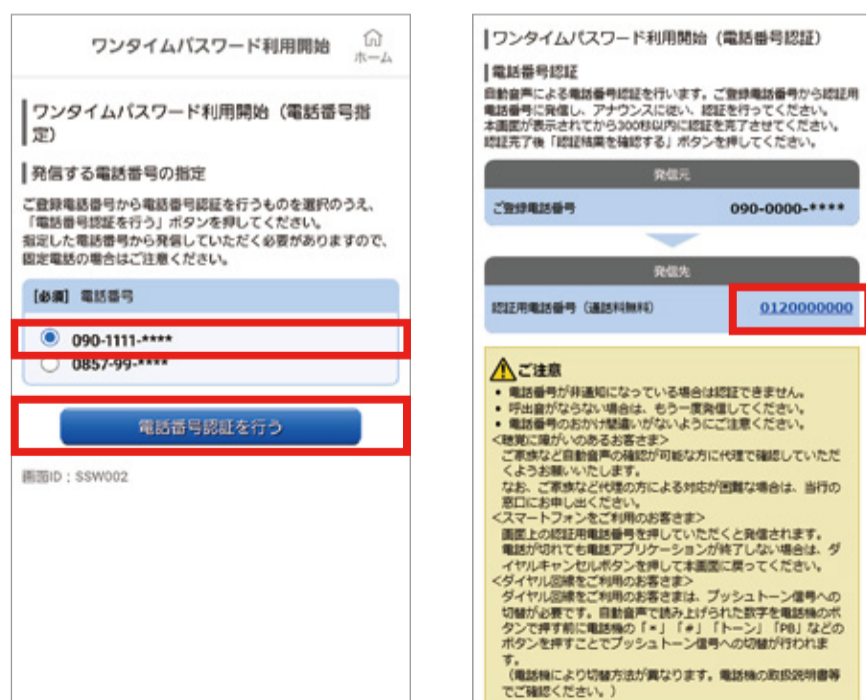 ワンタイムパスワード利用開始
ホーム
ワンタイムパスワード利用開始（電話番号指
定）
発信する電話番号の指定
ご登録電話番号から電話番号認証を行うものを選択のうえ、
「電話番号認証を行う」ボタンを押してください。
指定した電話番号から発信していただく必要がありますので、
固定電話の場合はご注意ください。
【必須】 電話番号
090-1111-****
0857-99-****
電話番号認証を行う
画面ID：SSW002
ワンタイムパスワード利用開始（電話番号認証）
電話番号認証
自動音声による電話番号認証を行います。ご登録電話番号から認証用
電話番号に発信し、アナウンスに従い、認証を行ってください。
本画面が表示されてから300秒以内に認証を完了させてください。
認証完了後「認証結果を確認する」ボタンを押してください。
発信元
ご登録電話番号 090-0000-****
発信先
認証用電話番号（通話料無料） 0120000000
ご注意
• 電話番号が非通知になっている場合は認証できません。
• 呼出音がならない場合は、もう一度発信してください。
• 電話番号のおかけ間違いがないようにご注意ください。
<聴覚に障がいのあるお客さま>
ご家族など自動音声の確認が可能な方に代理で確認していただ
くようお願いいたします。
なお、ご家族など代理の方による対応が困難な場合は、当行の
窓口にお申し出ください。
<スマートフォンをご利用のお客さま>
画面上の認証用電話番号を押していただくと発信されます。
電話が切れても電話アプリケーションが終了しない場合は、ダ
イヤルキャンセルボタンを押して本画面に戻ってください。
<ダイヤル回線をご利用のお客さま>
ダイヤル回線をご利用のお客さまは、プッシュトーン信号への
切替が必要です。自動音声で読み上げられた数字を電話機のボ
タンで押す前に電話機の「*」「#」「トーン」「PB」などの
ボタンを押すことでプッシュトーン信号への切替が行われま
す。
（電話機により切替方法が異なります。電話機の取扱説明書等
でご確認ください。）